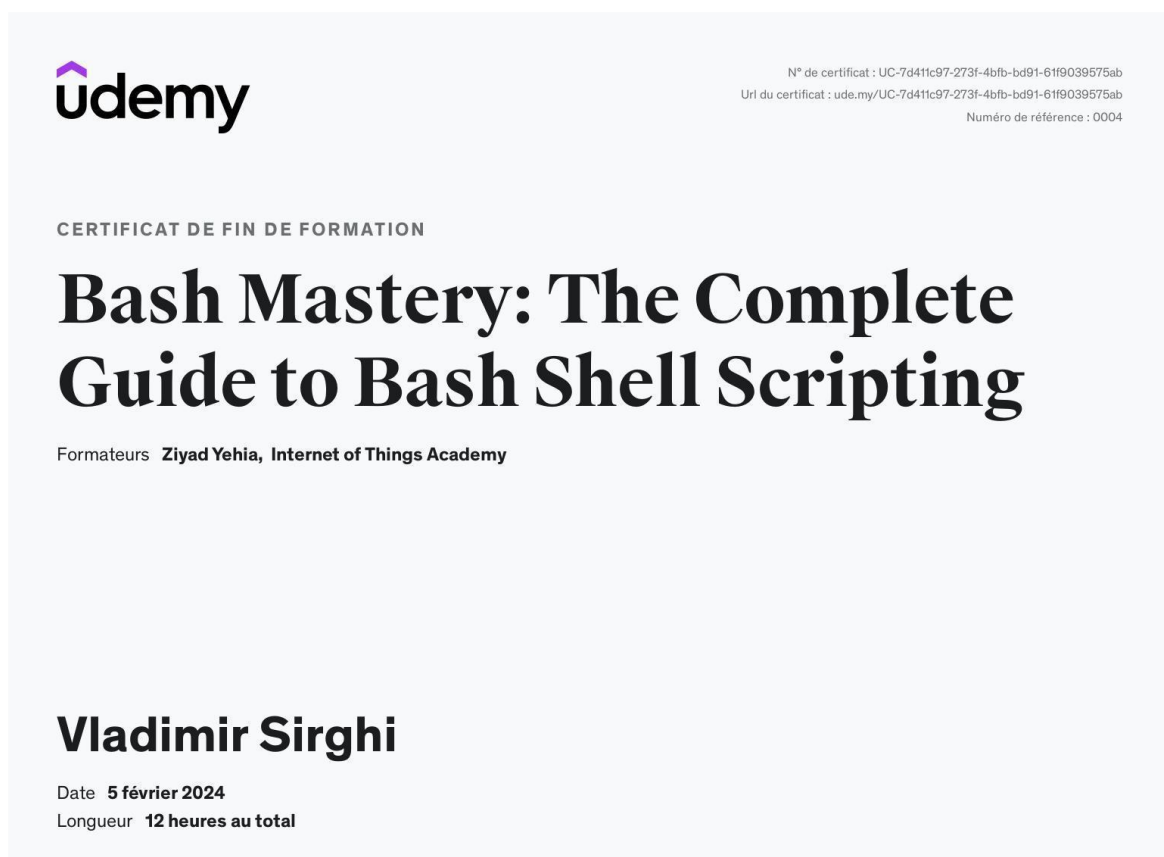 udemy
N° de certificat : UC-7d411c97-273f-4bfb-bd91-61f9039575ab
Url du certificat : ude.my/UC-7d411c97-273f-4bfb-bd91-61f9039575ab
Numéro de référence : 0004
CERTIFICAT DE FIN DE FORMATION
Bash Mastery: The Complete
Guide to Bash Shell Scripting
Formateurs Ziyad Yehia, Internet of Things Academy
Vladimir Sirghi
Date 5 février 2024
Longueur 12 heures au total